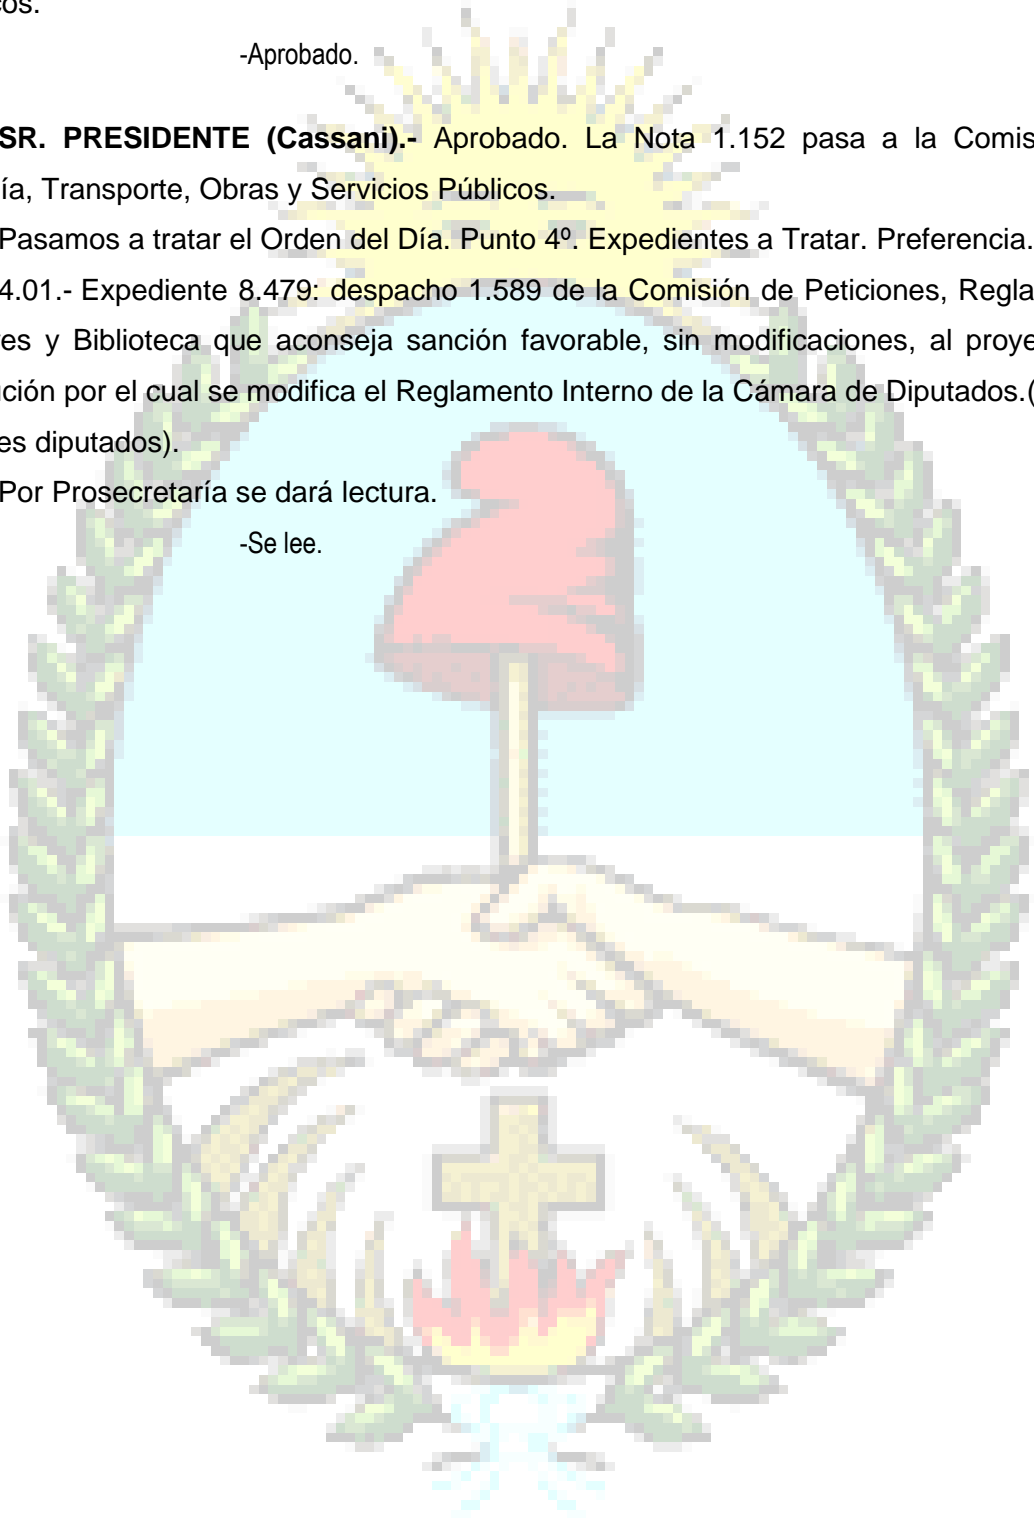 cos.
-Aprobado.
SR. PRESIDENTE (Cassani).- Aprobado. La Nota 1.152 pasa a la Comis
ía, Transporte, Obras y Servicios Públicos.
Pasamos a tratar el Orden del Día. Punto 4º. Expedientes a Tratar. Preferencia.
4.01.- Expediente 8.479: despacho 1.589 de la Comisión de Peticiones, Regla
es y Biblioteca que aconseja sanción favorable, sin modificaciones, al proye
ución por el cual se modifica el Reglamento Interno de la Cámara de Diputados.(
es diputados).
Por Prosecretaría se dará lectura.
-Se lee.